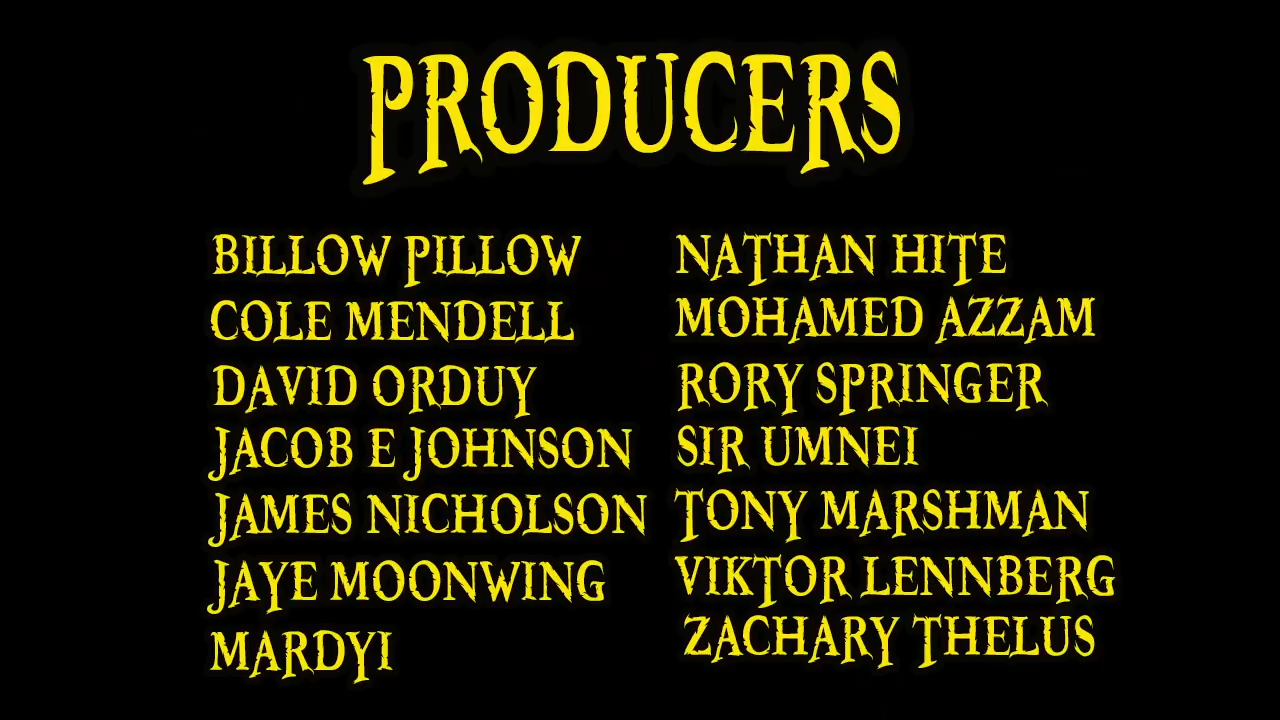 PRODUCERS
BILLOW PILLOW
COLE MENDELL
DAVID ORDUY
JACOB E JOHNSON
JAMES NICHOLSON
JAYE MOONWING
MARDYI
NATHAN HITE
MOHAMED AZZAM
RORY SPRINGER
SIR UMNEI
TONY MARSHMAN
VIKTOR LENNBERG
ZACHARY THELUS